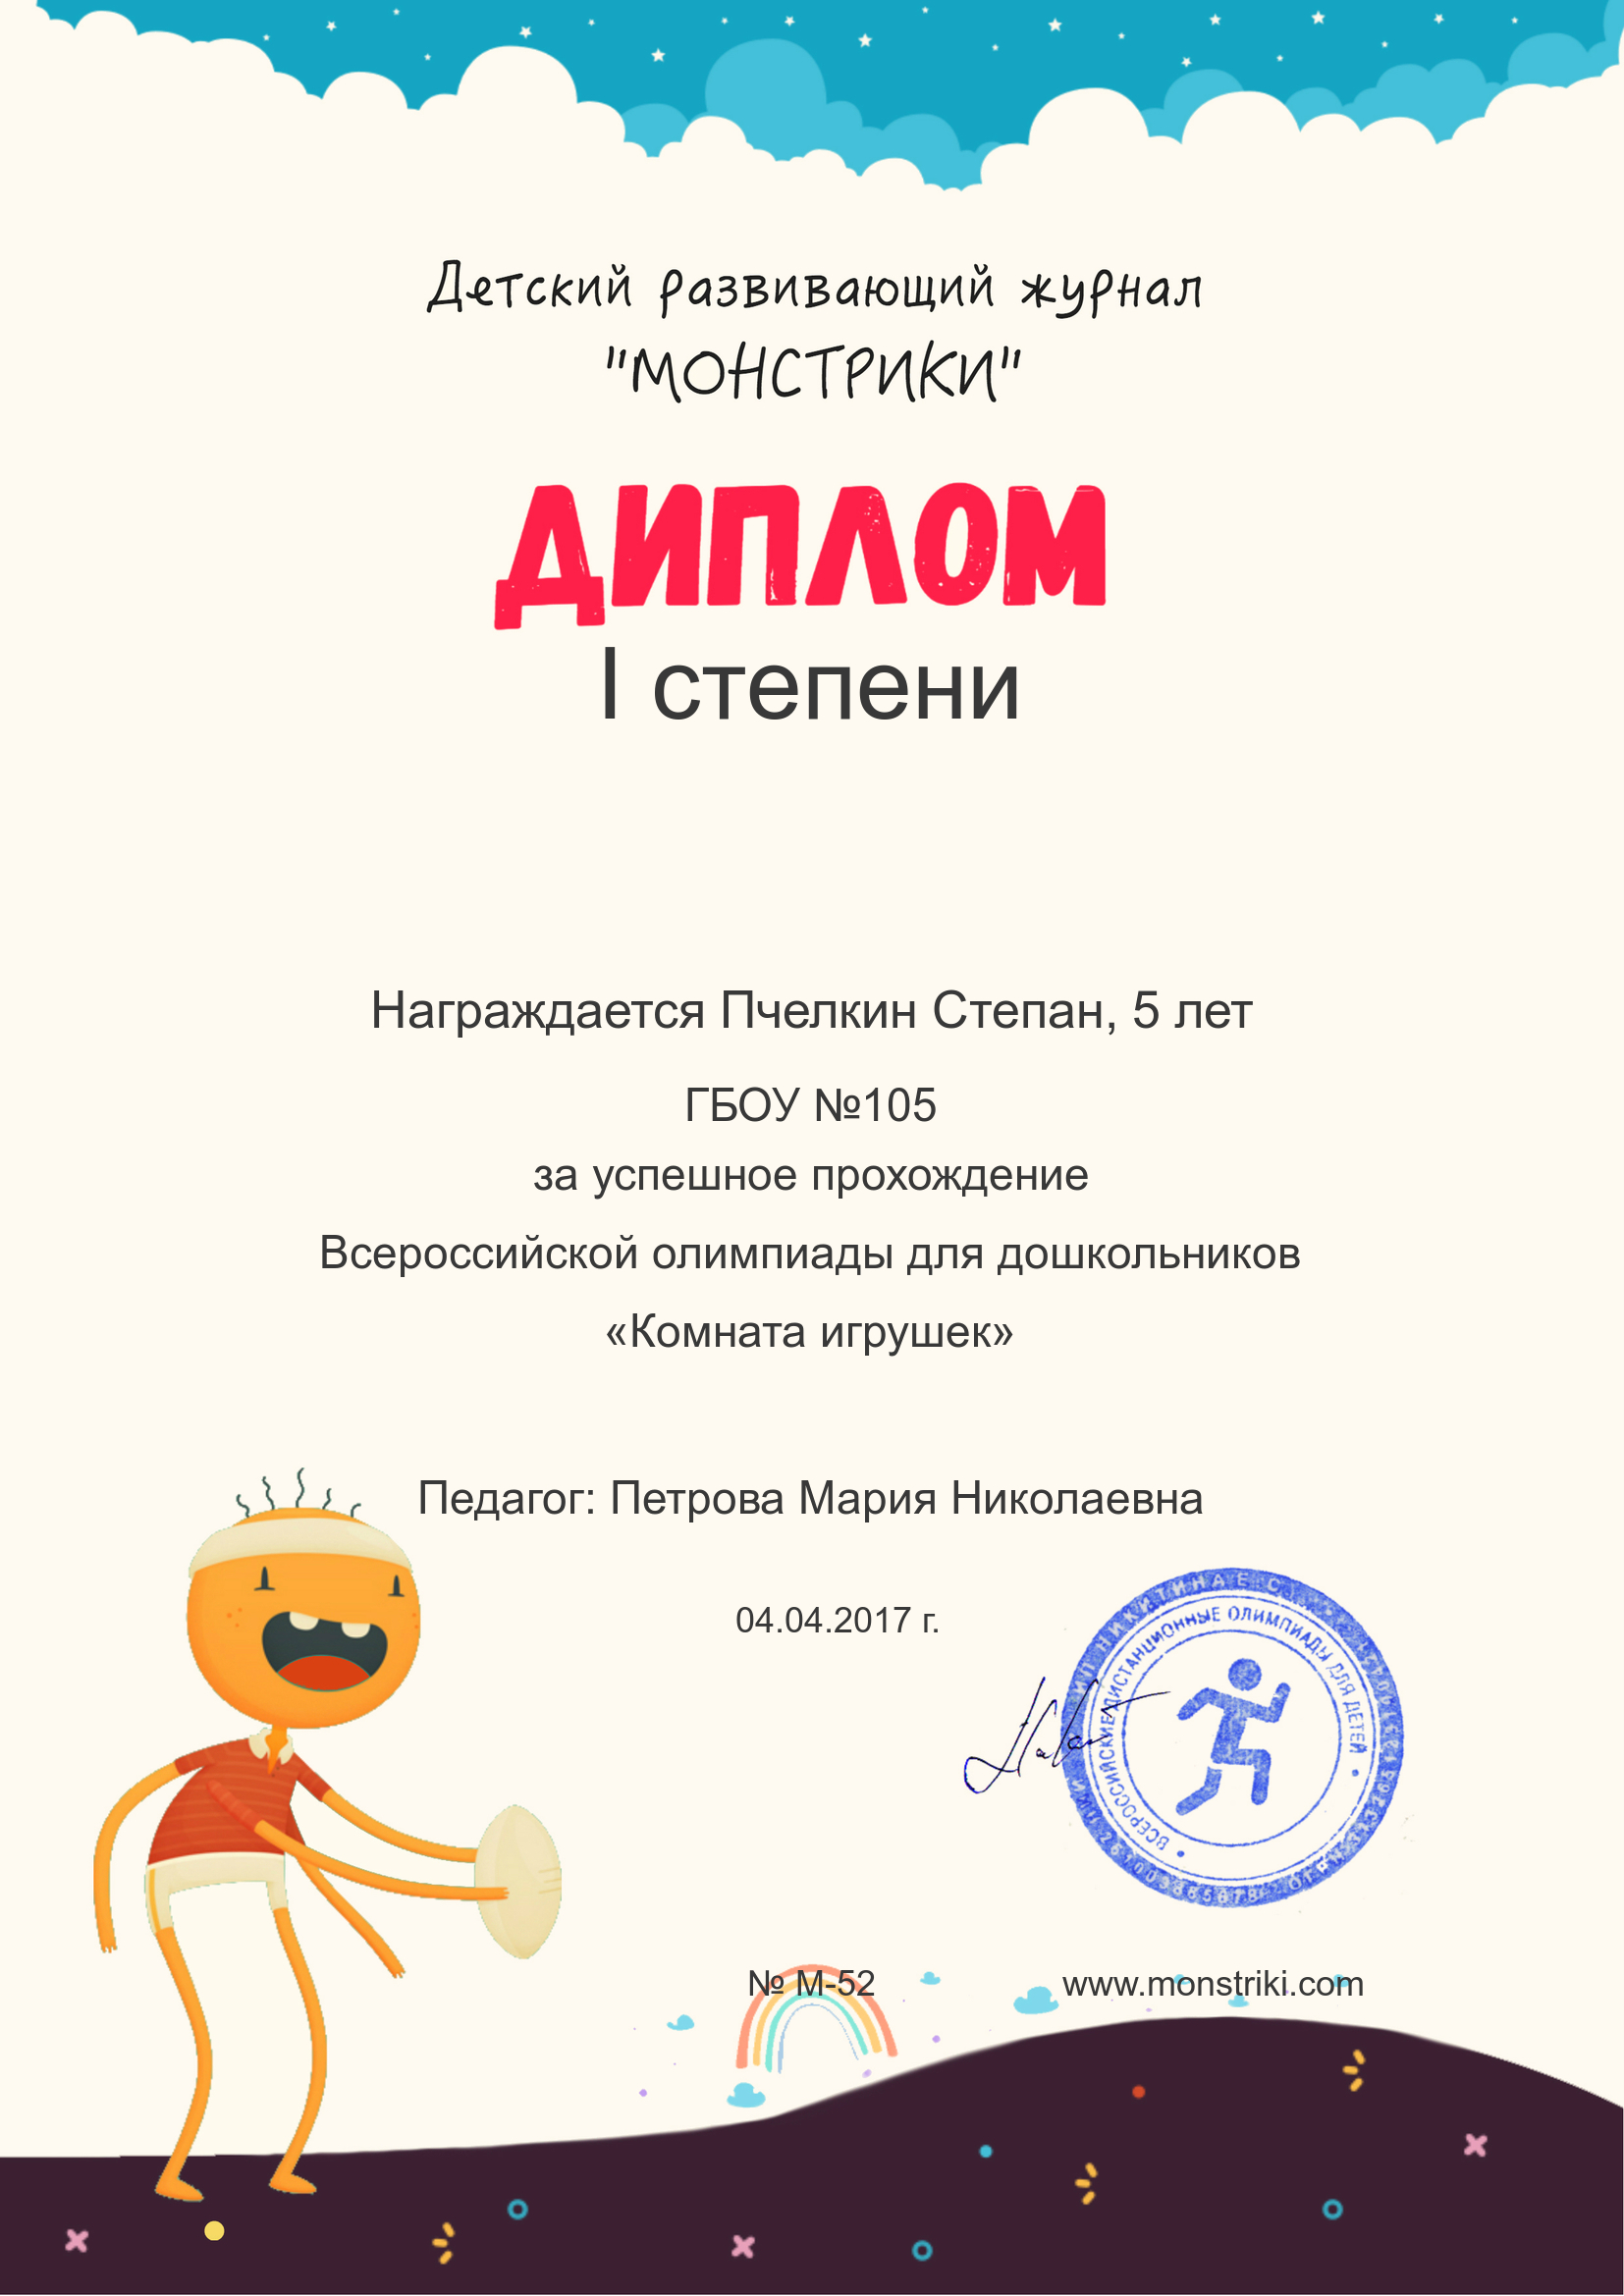 Детский развивающий журнал
"МОНСТРИКИ"
ДИПЛОМ
I степени
Награждается Пчелкин Степан, 5 лет
ГБОУ №105
за успешное прохождение
Всероссийской олимпиады для дошкольников
«Комната игрушек»
Педагог: Петрова Мария Николаевна
04.04.2017 г.
ИП НИКИТИНА Е С
ВСЕРОССИЙСКИЕ ДИСТАНЦИОННЫЕ ОЛИМПИАДЫ ДЛЯ ДЕТЕЙ
№ M-52
www.monstriki.com